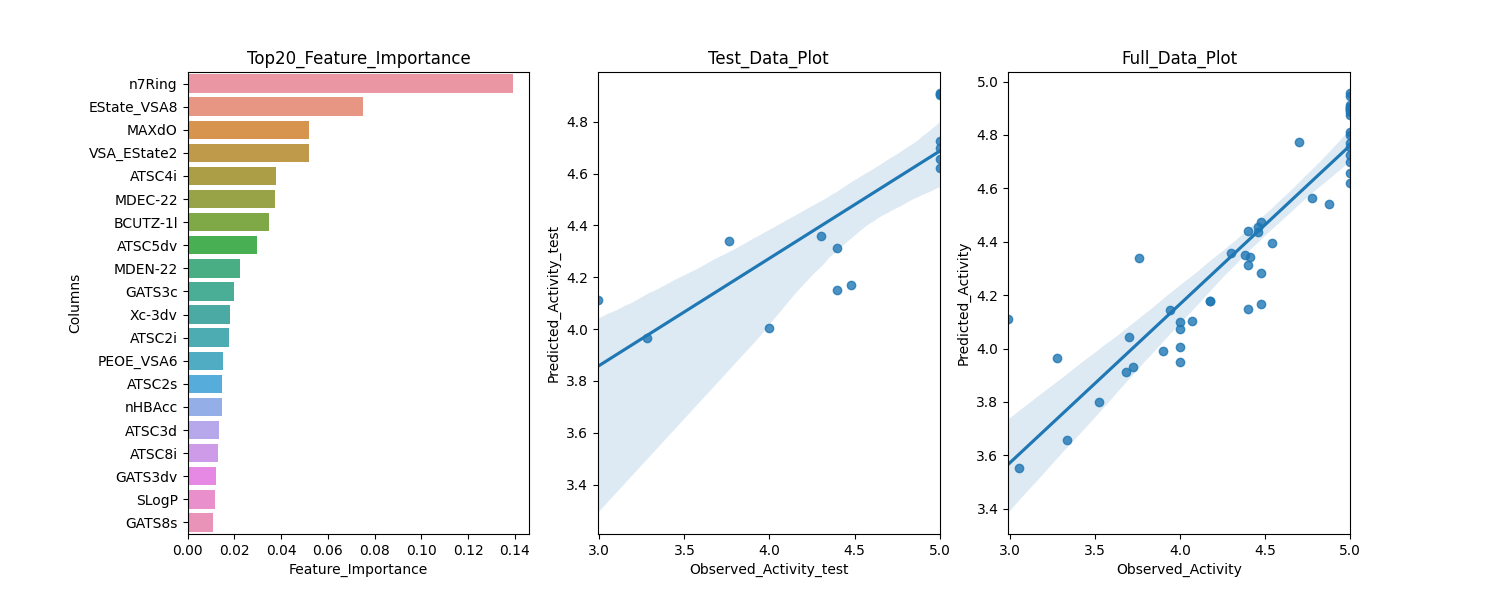 Top20_Feature_Importance
Columns
n7Ring
EState_VSA8
MAXdO
VSA_EState2
ATSC4i
MDEC-22
BCUTZ-1l
ATSC5dv
MDEN-22
GATS3c
Xc-3dv
ATSC2i
PEOE_VSA6
ATSC2s
nHBAcc
ATSC3d
ATSC8i
GATS3dv
SLogP
GATS8s
0.00 0.02 0.04 0.06 0.08 0.10 0.12 0.14
Feature_Importance
Test_Data_Plot
Predicted_Activity_test
4.8
4.6
4.4
4.2
4.0
3.8
3.6
3.4
3.0 3.5 4.0 4.5 5.0
Observed_Activity_test
Full_Data_Plot
Predicted_Activity
5.0
4.8
4.6
4.4
4.2
4.0
3.8
3.6
3.4
3.0 3.5 4.0 4.5 5.0
Observed_Activity